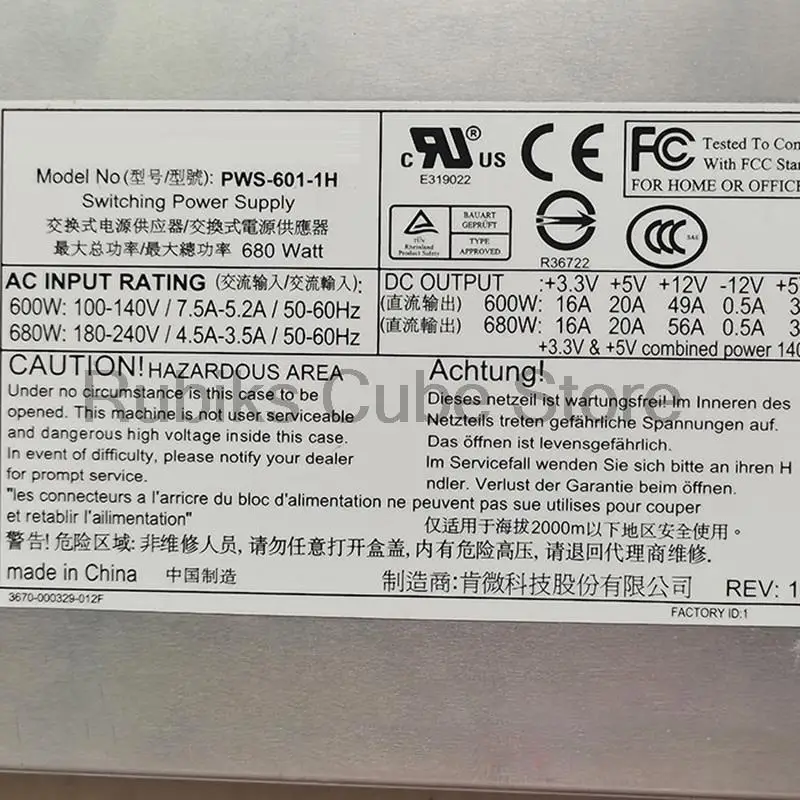 Model No (型号/型號): PWS-601-1H
Switching Power Supply
交換式电源供应器/交換式電源供應器
最大总功率/最大總功率 680 Watt
c RU® US
E319022
CE
FC Tested To Com
With FCC Stan
FOR HOME OR OFFICE
TÜV
Rheinland
Product Safety
BAUART
GEPRÜFT
TYPE
APPROVED
R36722
CCC
S&E
AC INPUT RATING (交流输入/交流輸入):
600W: 100-140V / 7.5A-5.2A / 50-60Hz
680W: 180-240V / 4.5A-3.5A / 50-60Hz
DC OUTPUT :+3.3V +5V +12V -12V +5
(直流输出) 600W: 16A 20A 49A 0.5A 3
(直流輸出) 680W: 16A 20A 56A 0.5A 3
+3.3V & +5V combined power 140
CAUTION! HAZARDOUS AREA
Under no circumstance is this case to be
opened. This machine is not user serviceable
and dangerous high voltage inside this case.
In event of difficulty, please notify your dealer
for prompt service.
Achtung!
Dieses netzeil ist wartungsfrei! Im Inneren des
Netzteils treten gefährliche Spannungen auf.
Das öffnen ist levensgefährlich.
Im Servicefall wenden Sie sich bitte an ihren H
ndler. Verlust der Garantie beim öffnen.
"les connecteurs a l'arricre du bloc d'alimentation ne peuvent pas sue utilises pour couper
et retablir l'ailimentation"
仅适用于海拔2000m以下地区安全使用。
警告! 危险区域: 非维修人员, 请勿任意打开盒盖, 内有危险高压, 请退回代理商维修.
made in China 中国制造
制造商: 肯微科技股份有限公司 REV: 1
3670-000329-012F
FACTORY ID:1
Rubiks Cube Store